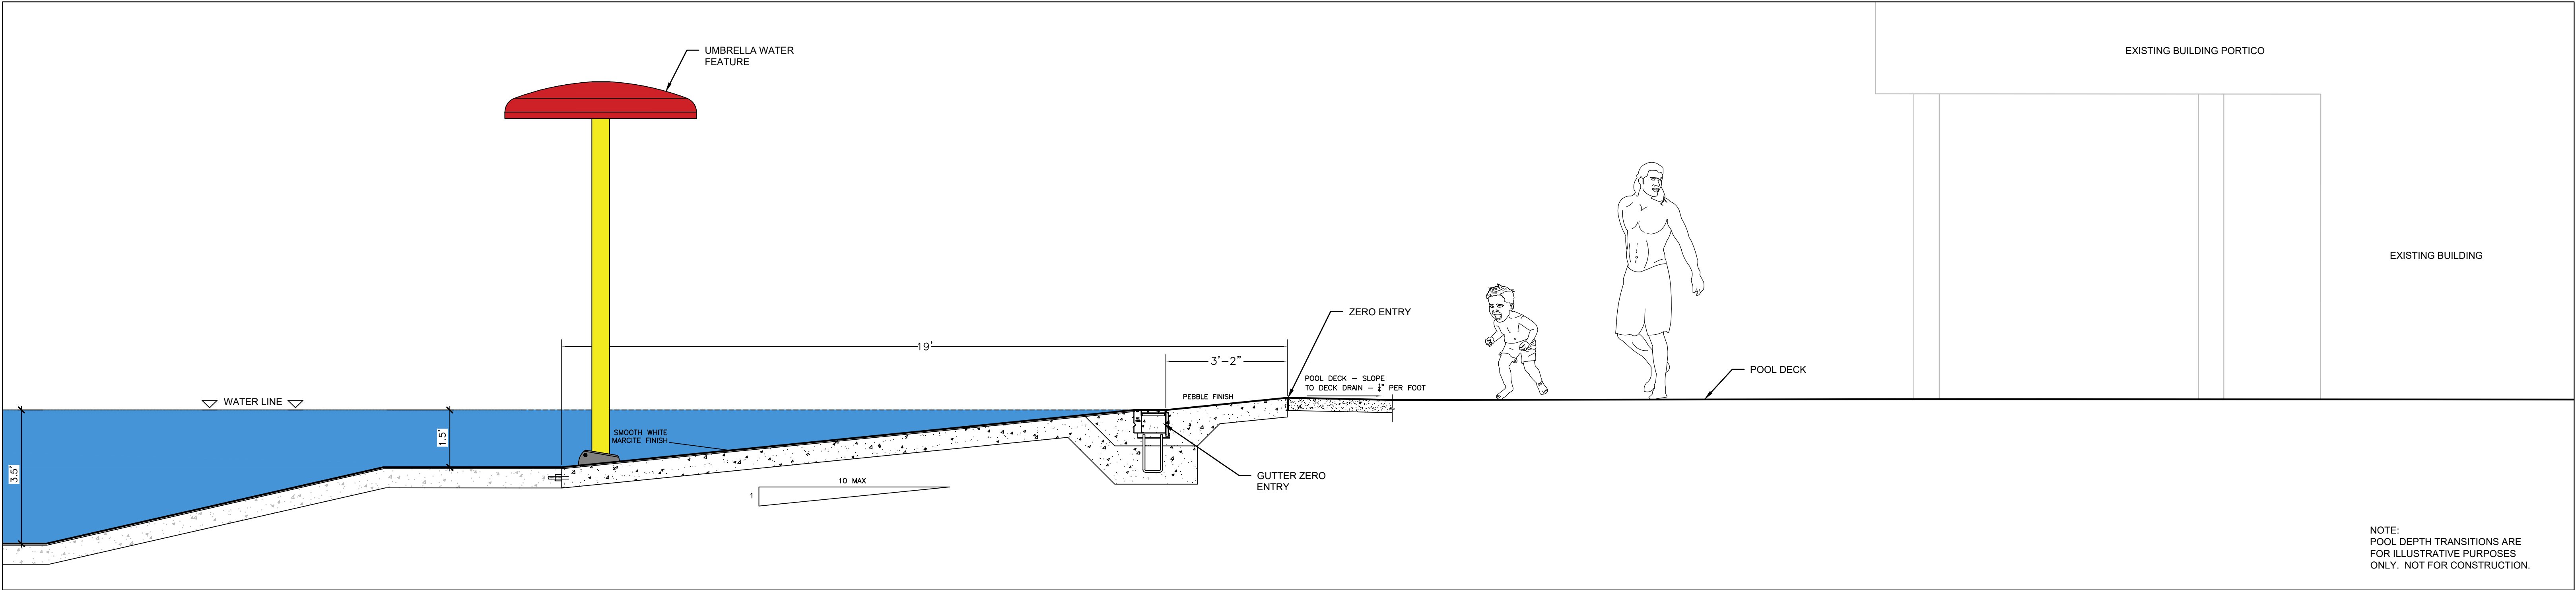 UMBRELLA WATER
FEATURE
EXISTING BUILDING PORTICO
EXISTING BUILDING
ZERO ENTRY
19'
3'-2"
POOL DECK
POOL DECK - SLOPE
TO DECK DRAIN - ¼" PER FOOT
PEBBLE FINISH
WATER LINE
1.5'
SMOOTH WHITE
MARCITE FINISH
3.5'
GUTTER ZERO
ENTRY
10 MAX
1
NOTE:
POOL DEPTH TRANSITIONS ARE
FOR ILLUSTRATIVE PURPOSES
ONLY. NOT FOR CONSTRUCTION.